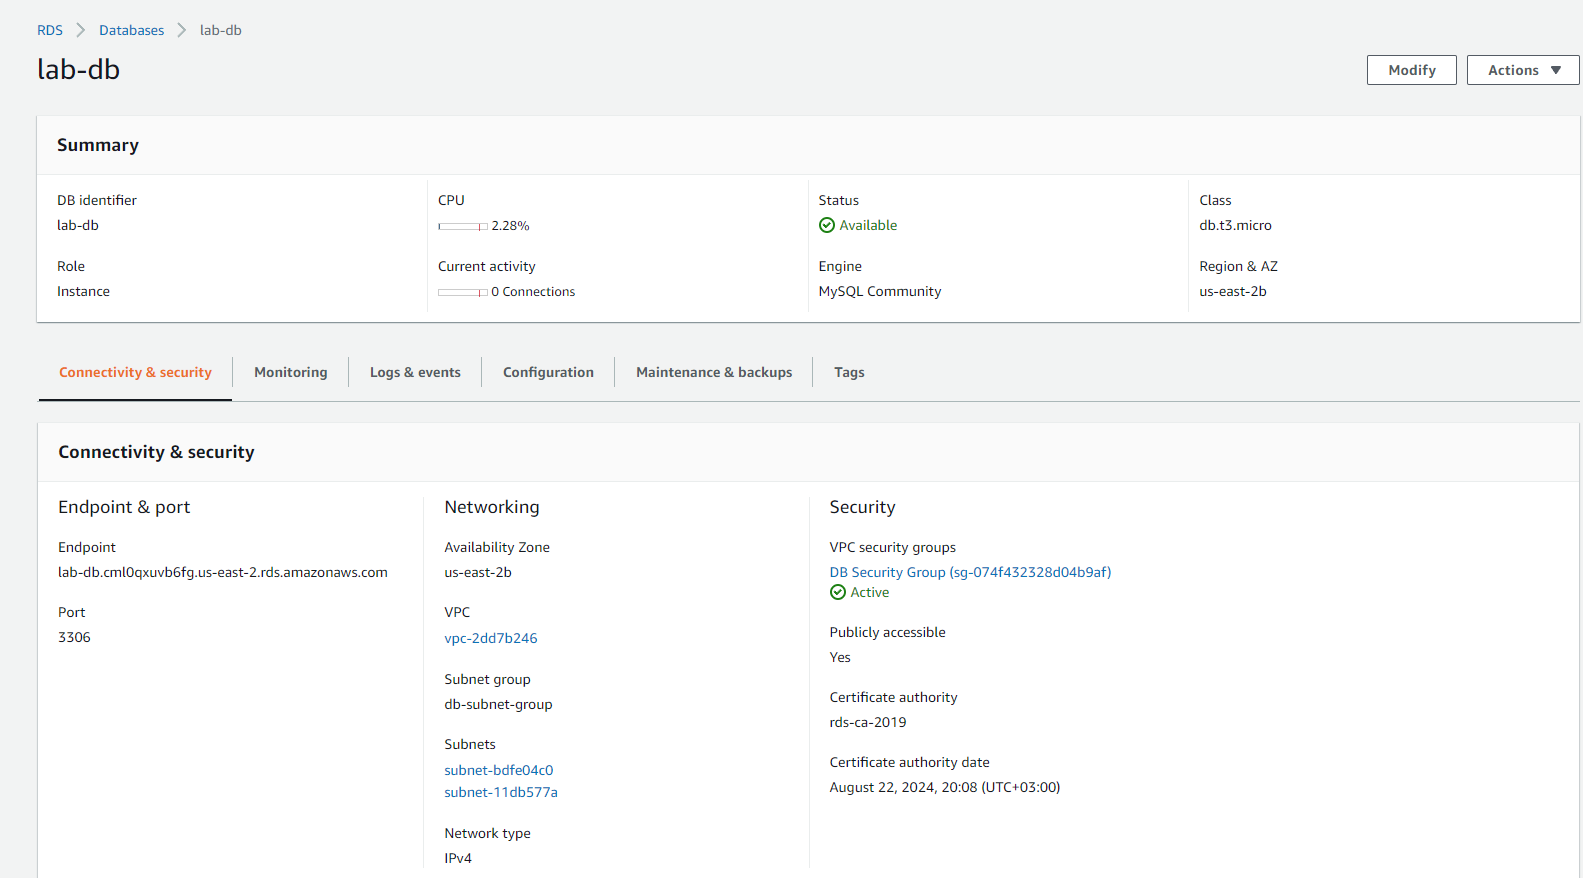 RDS > Databases > lab-db
lab-db
Modify
Actions
Summary
DB identifier
lab-db
CPU
2.28%
Status
Available
Class
db.t3.micro
Role
Instance
Current activity
0 Connections
Engine
MySQL Community
Region & AZ
us-east-2b
Connectivity & security
Monitoring
Logs & events
Configuration
Maintenance & backups
Tags
Connectivity & security
Endpoint & port
Endpoint
lab-db.cml0qxuvb6fg.us-east-2.rds.amazonaws.com
Port
3306
Networking
Availability Zone
us-east-2b
VPC
vpc-2dd7b246
Subnet group
db-subnet-group
Subnets
subnet-bdfe04c0
subnet-11db577a
Network type
IPv4
Security
VPC security groups
DB Security Group (sg-074f432328d04b9af)
Active
Publicly accessible
Yes
Certificate authority
rds-ca-2019
Certificate authority date
August 22, 2024, 20:08 (UTC+03:00)